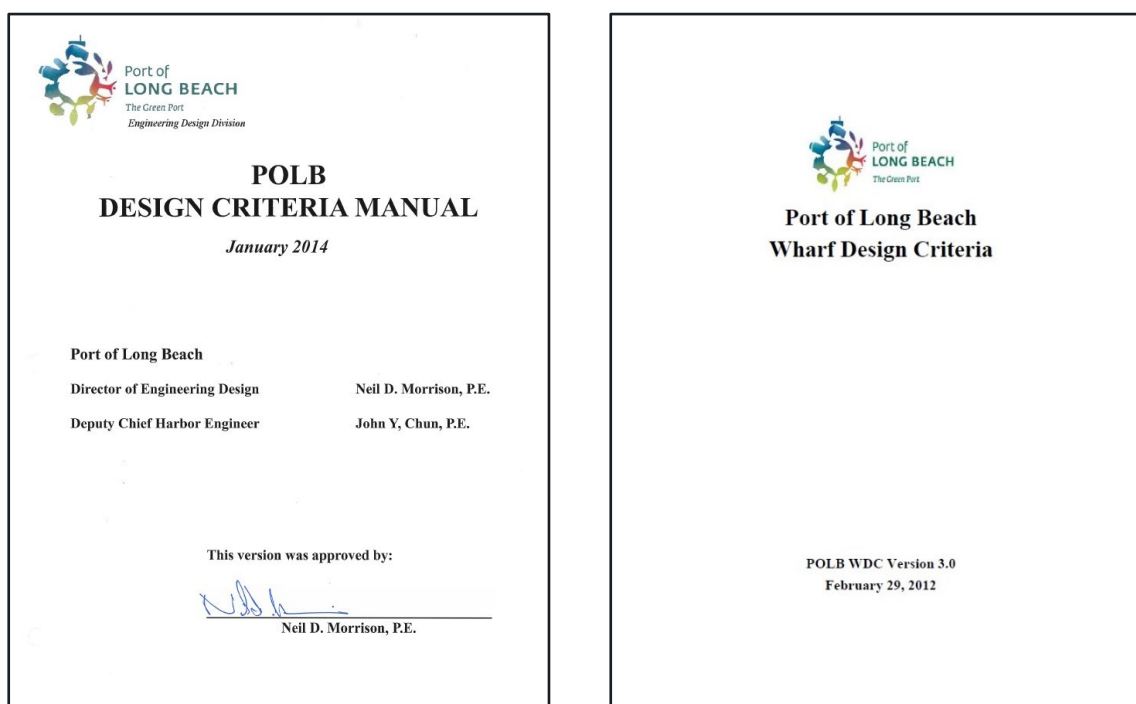 Port of
LONG BEACH
The Green Port
Engineering Design Division
POLB
DESIGN CRITERIA MANUAL
January 2014
Port of Long Beach
Director of Engineering Design Neil D. Morrison, P.E.
Deputy Chief Harbor Engineer John Y, Chun, P.E.
This version was approved by:
Neil D. Morrison, P.E.
Port of
LONG BEACH
The Green Port
Port of Long Beach
Wharf Design Criteria
POLB WDC Version 3.0
February 29, 2012